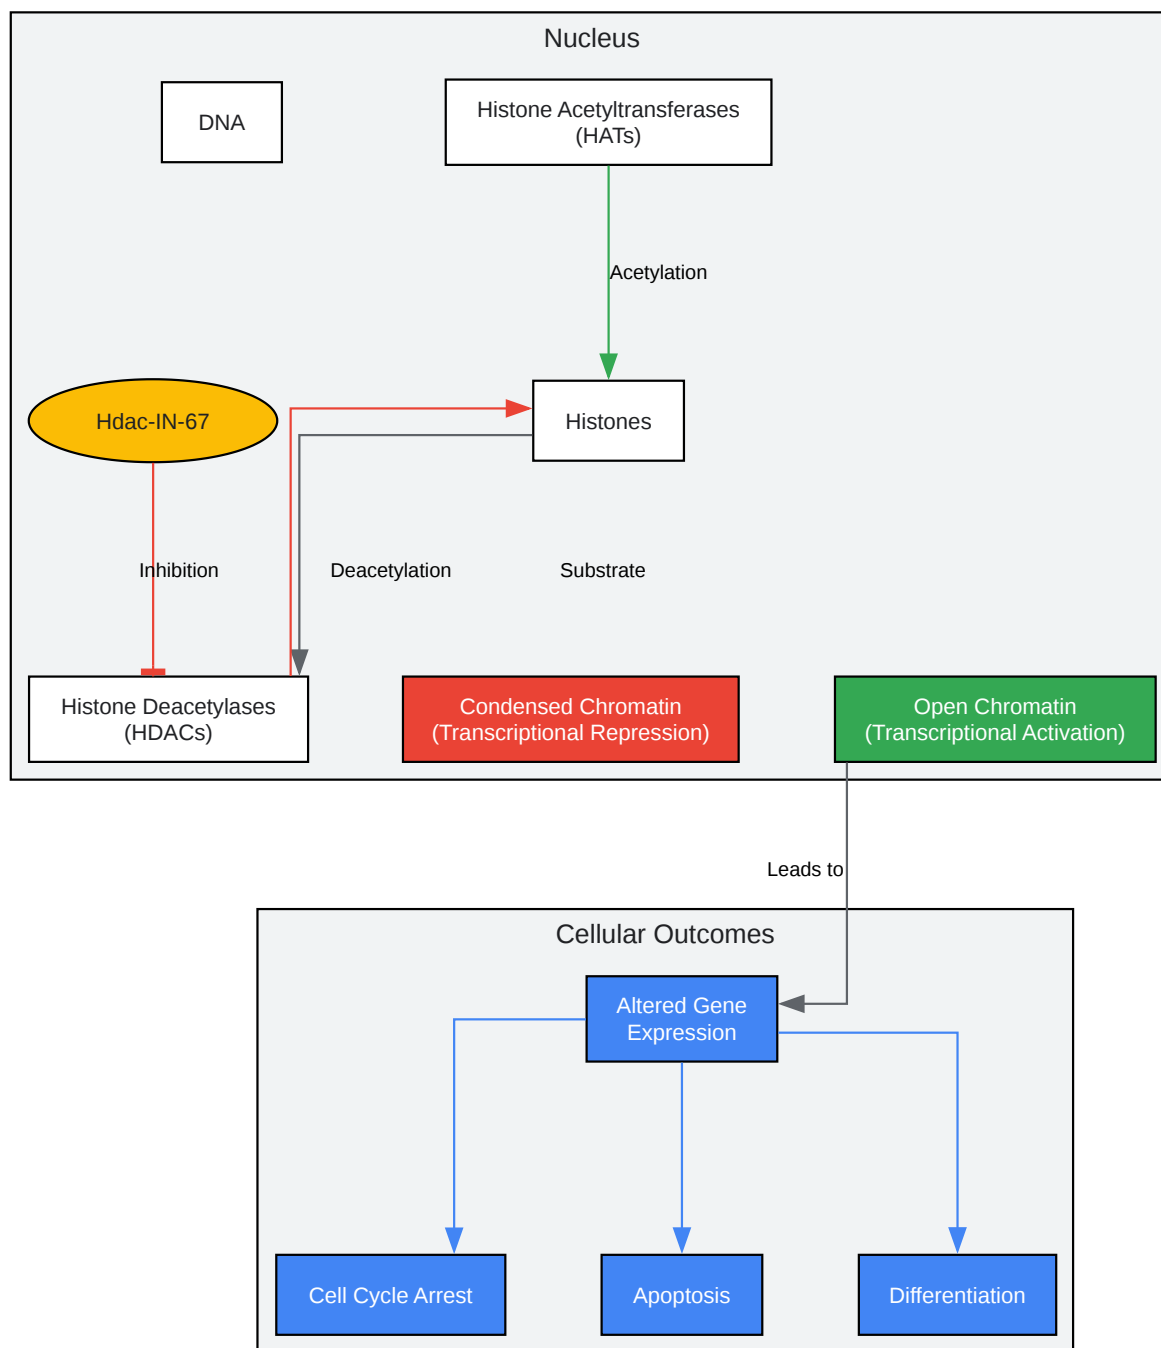 Nucleus
DNA
Histone Acetyltransferases
(HATs)
Acetylation
Hdac-IN-67
Histones
Inhibition
Deacetylation
Substrate
Histone Deacetylases
(HDACs)
Condensed Chromatin
(Transcriptional Repression)
Open Chromatin
(Transcriptional Activation)
Leads to
Cellular Outcomes
Altered Gene
Expression
Cell Cycle Arrest
Apoptosis
Differentiation